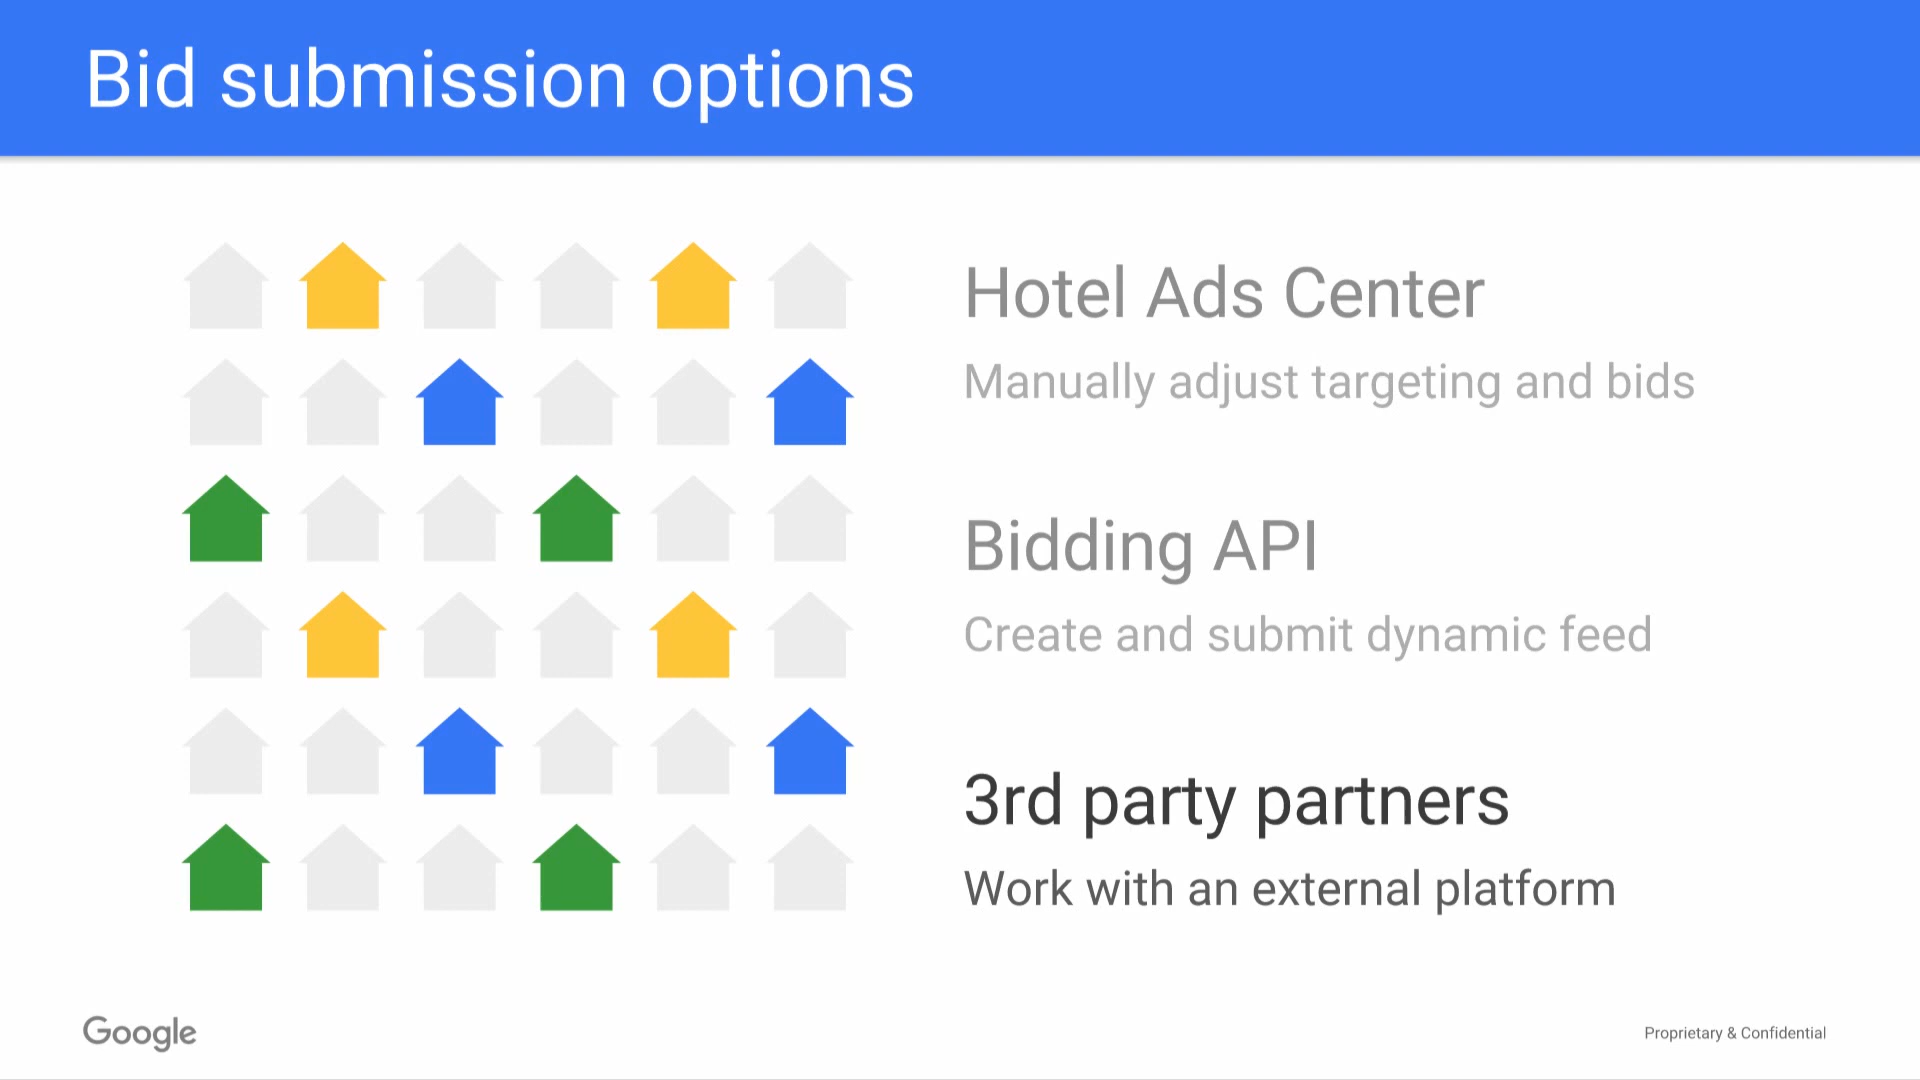 Bid submission options
Hotel Ads Center
Manually adjust targeting and bids
Bidding API
Create and submit dynamic feed
3rd party partners
Work with an external platform
Google
Proprietary & Confidential